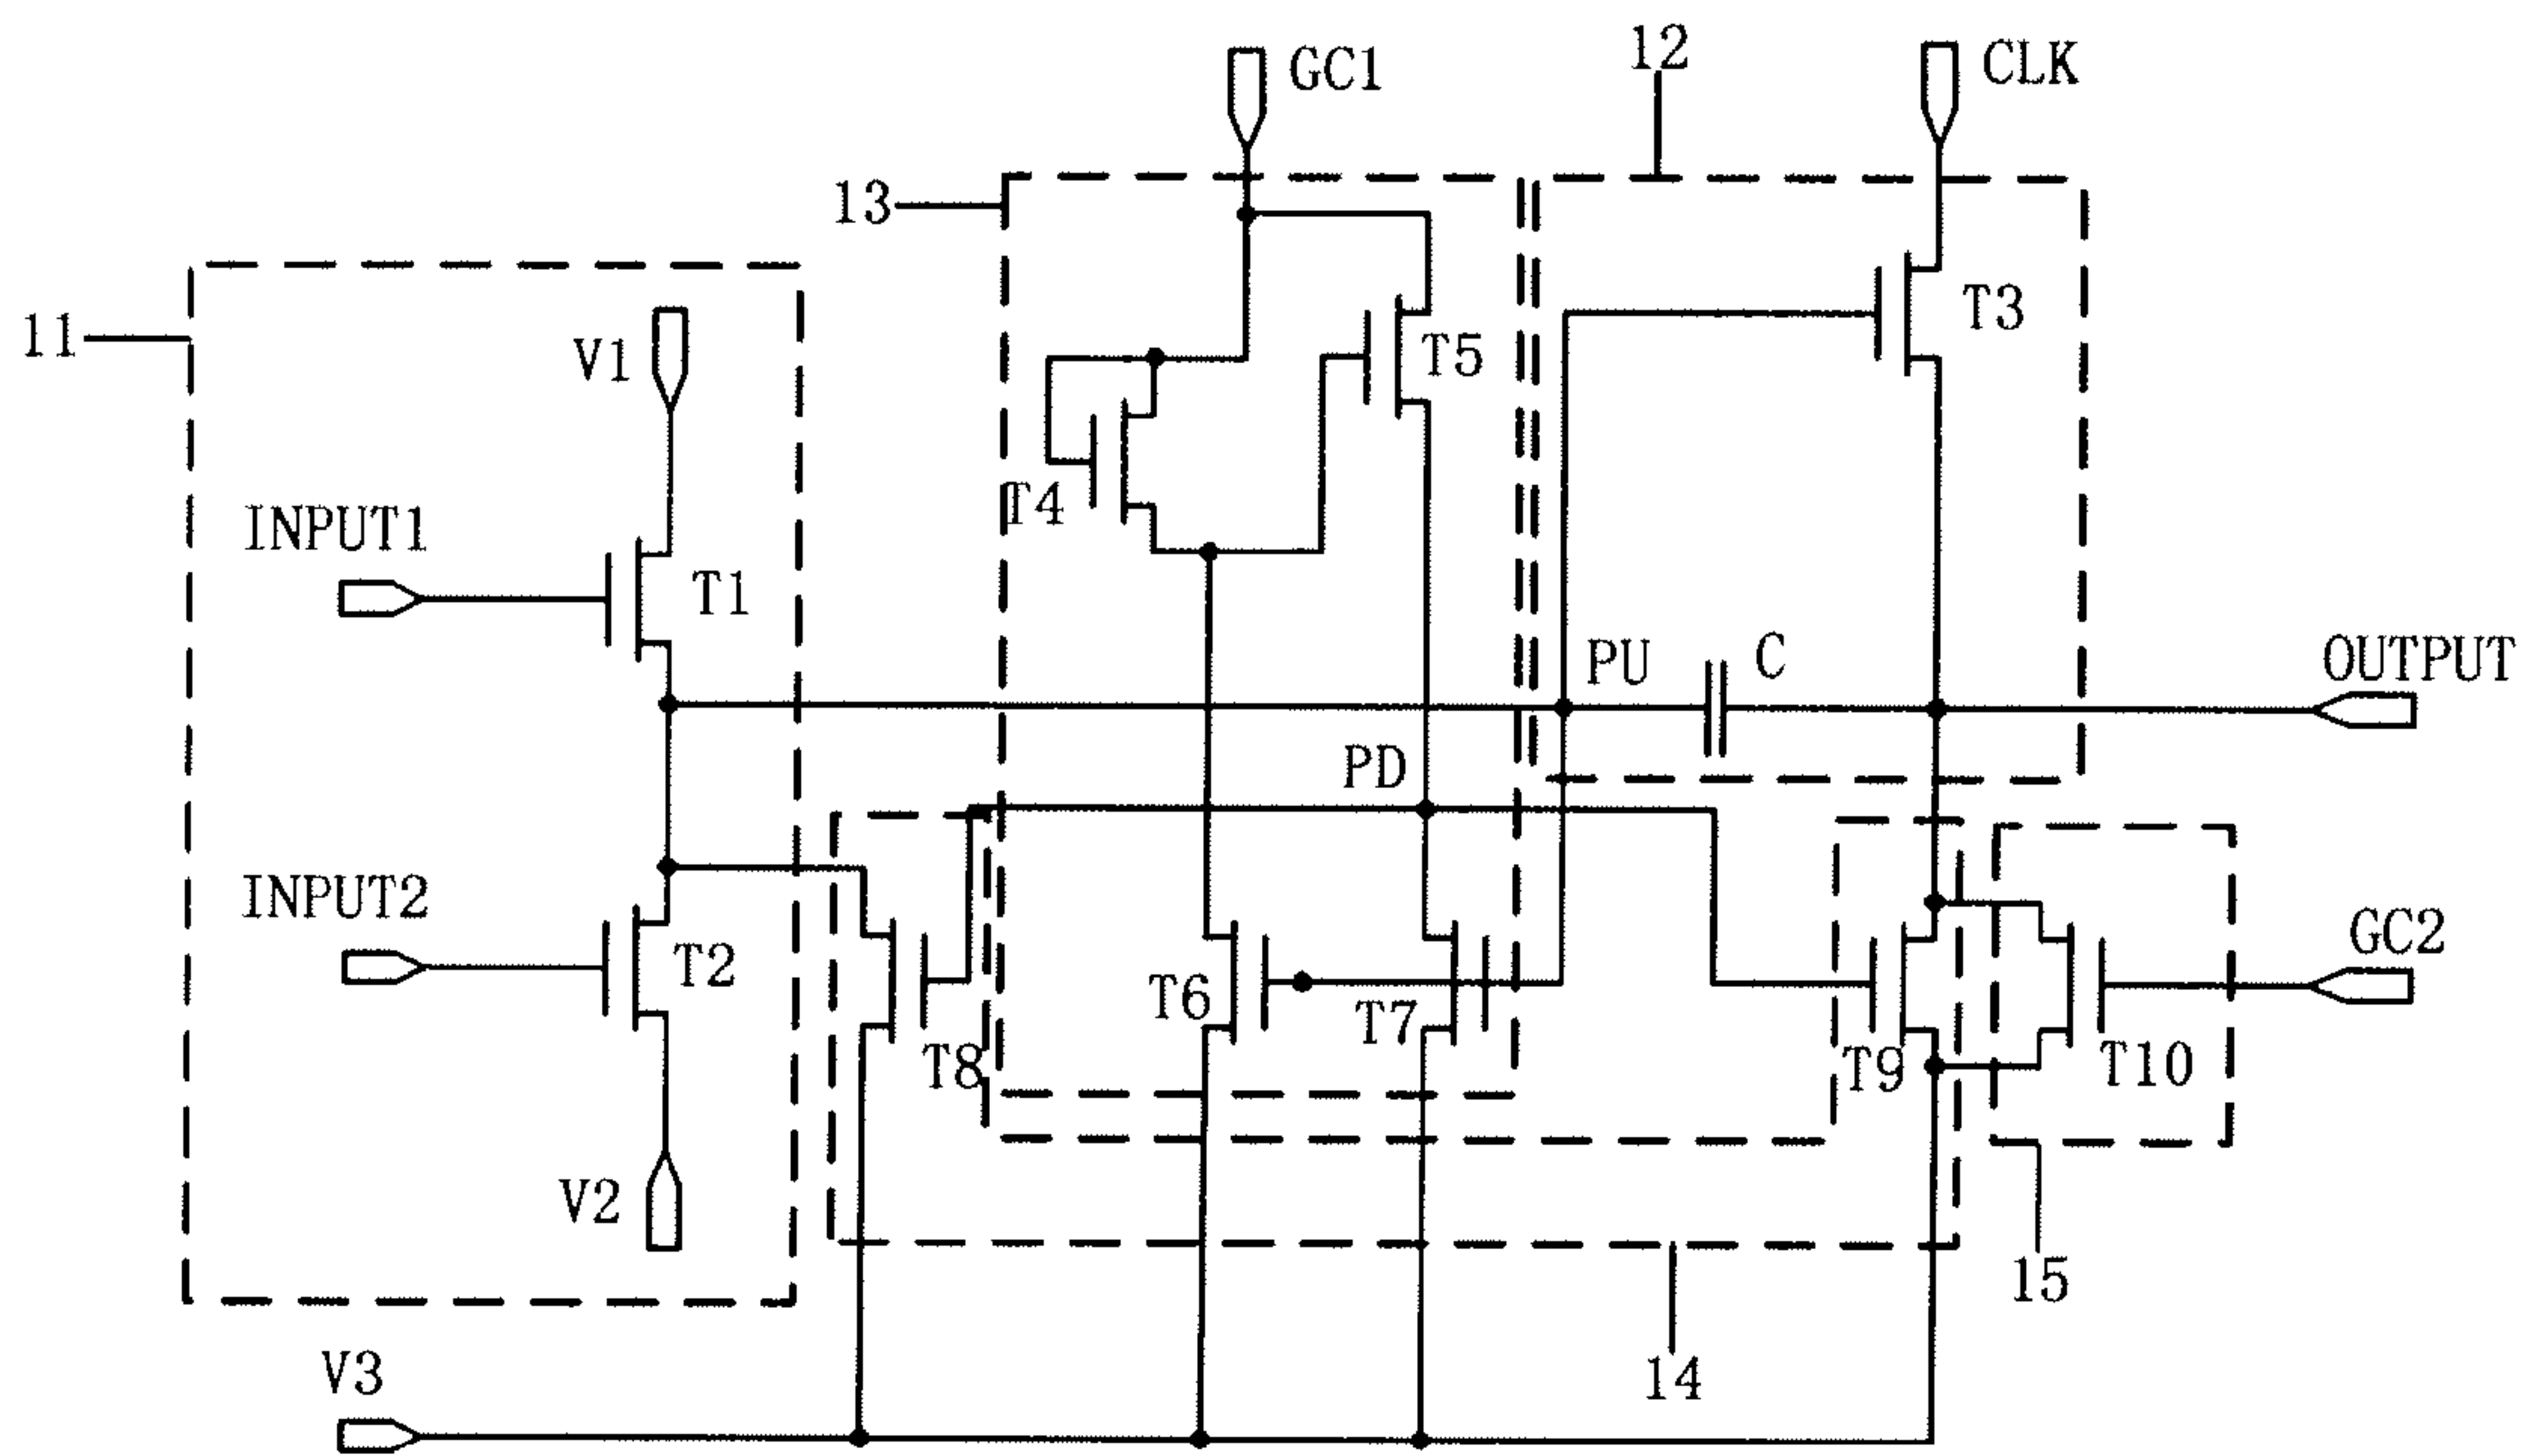 12
GC1
CLK
13
T3
11
V1
T5
T4
INPUT1
T1
PU
C
OUTPUT
PD
INPUT2
GC2
T2
T6
T7
T8
T9
T10
V2
15
V3
14